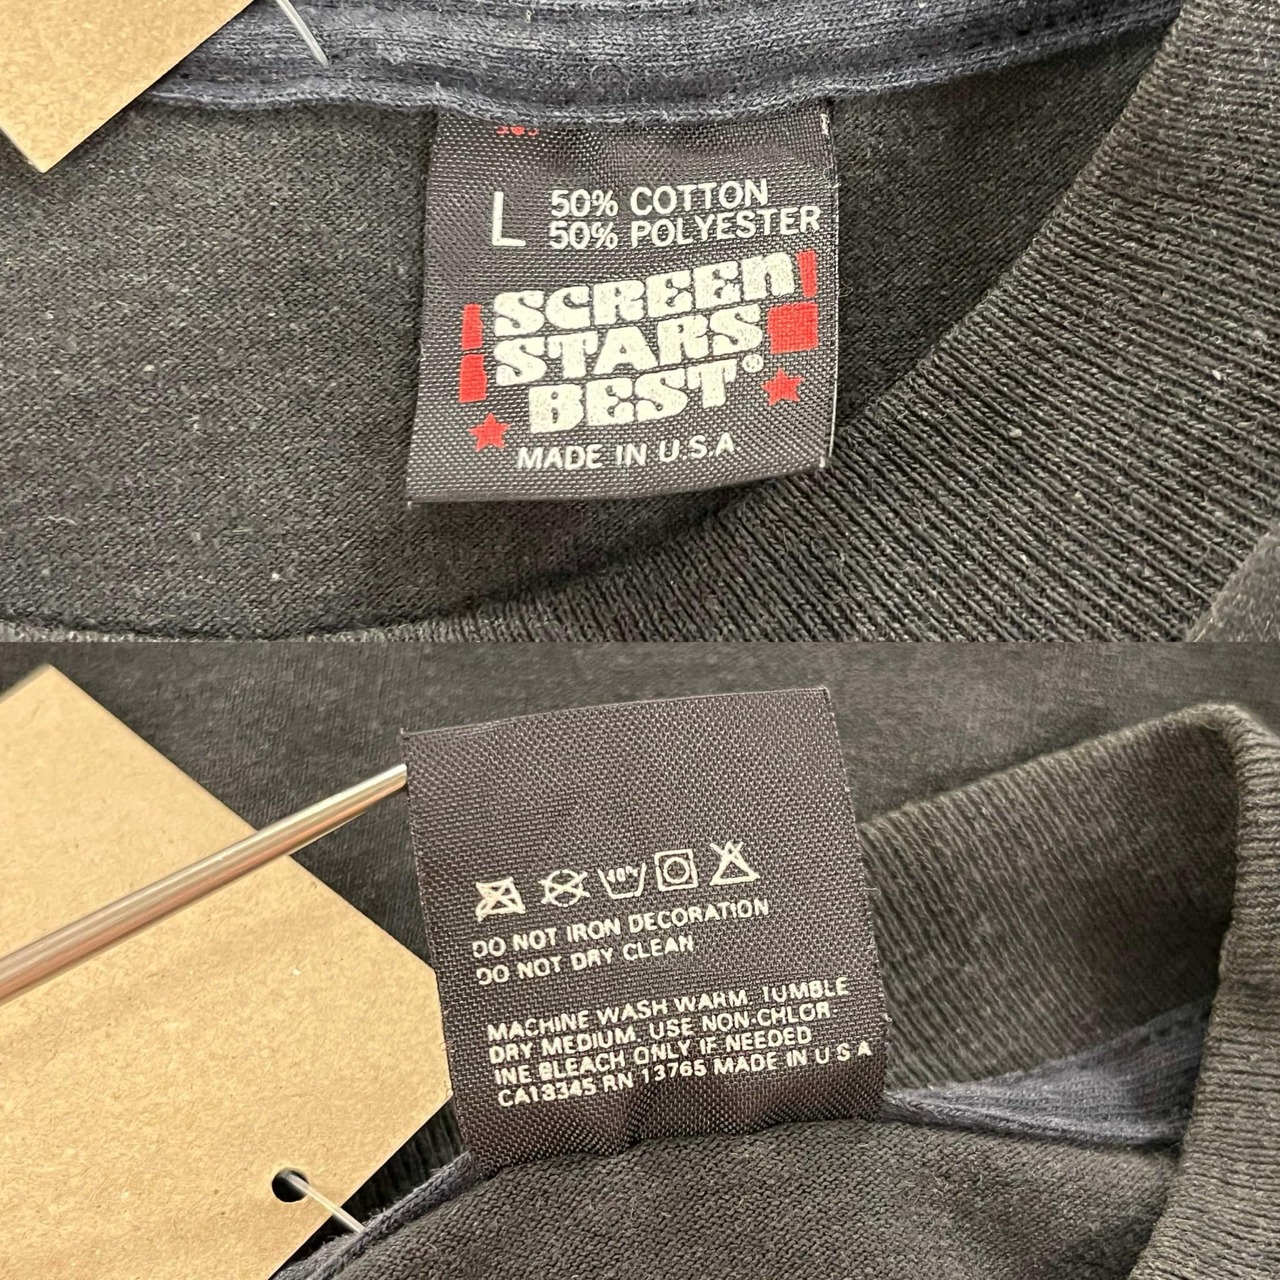 L
50% COTTON
50% POLYESTER
SCREEN
STARS
BEST®
MADE IN U.S.A
DO NOT IRON DECORATION
DO NOT DRY CLEAN
MACHINE WASH WARM. TUMBLE
DRY MEDIUM. USE NON-CHLOR
INE BLEACH ONLY IF NEEDED
CA13345 RN 13765 MADE IN U S A